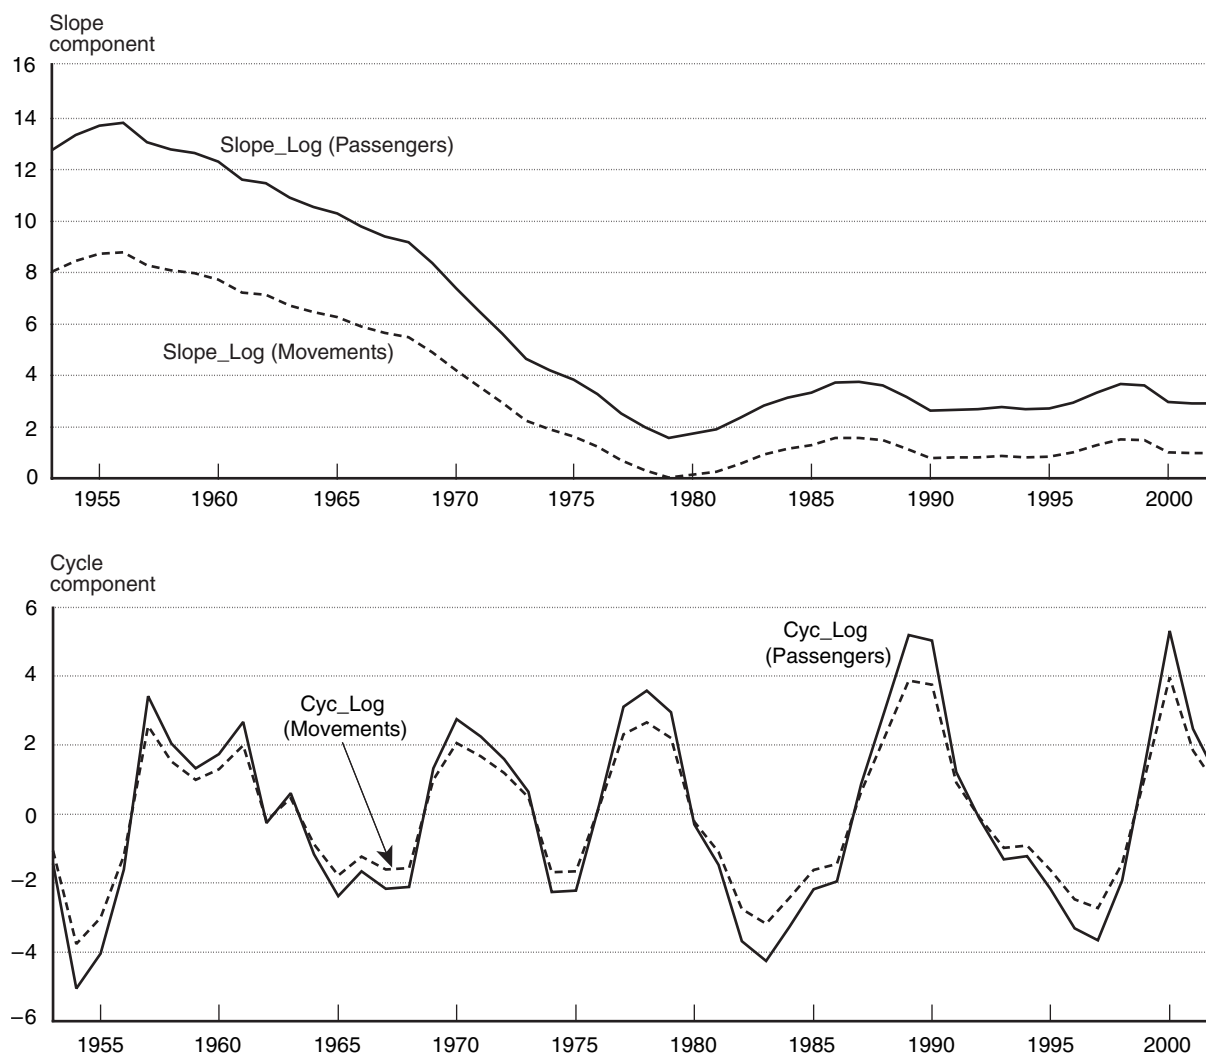 Slope
component
16
14
Slope_Log (Passengers)
12
10
8
6
Slope_Log (Movements)
4
2
0
1955 1960 1965 1970 1975 1980 1985 1990 1995 2000
Cycle
component
6
Cyc_Log
(Passengers)
4
Cyc_Log
(Movements)
2
0
−2
−4
−6
1955 1960 1965 1970 1975 1980 1985 1990 1995 2000